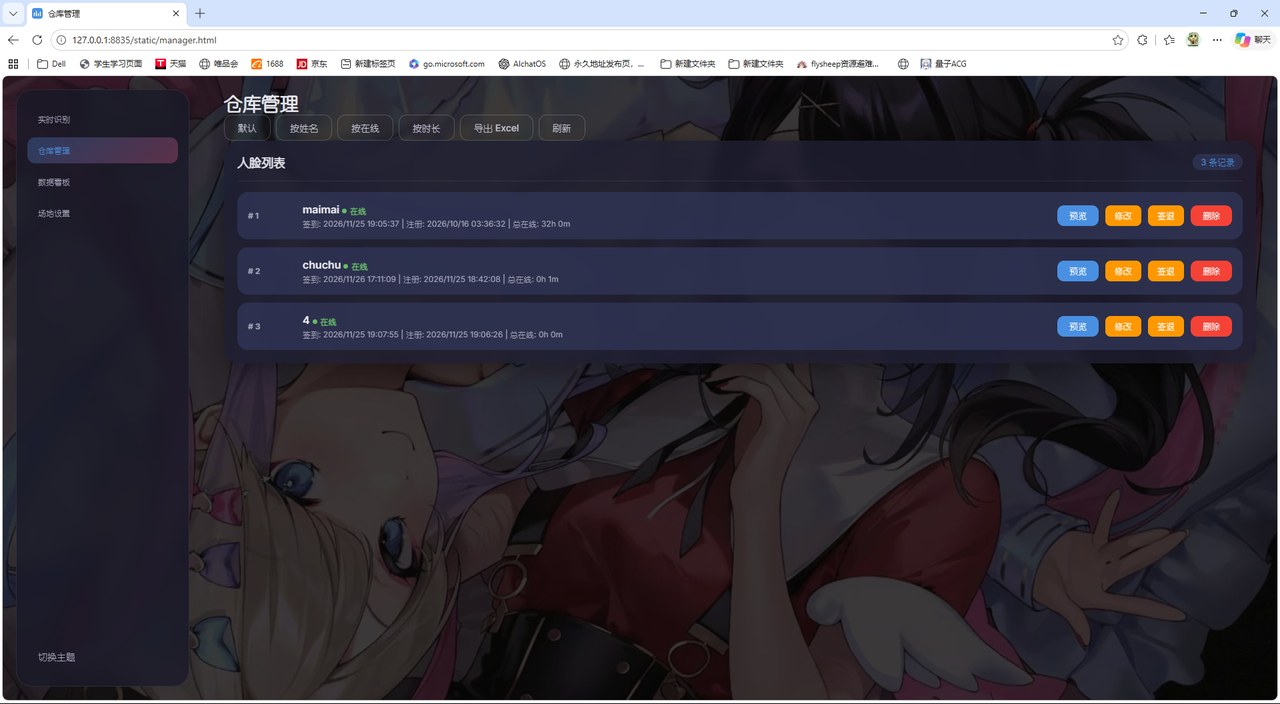 仓库管理
127.0.0.1:8835/static/manager.html
聊天
Dell 学生学习页面 天猫 唯品会 1688 京东 新建标签页 go.microsoft.com AIchatOS 永久地址发布页，... 新建文件夹 新建文件夹 flysheep资源避难... 量子ACG
实时识别
仓库管理
数据看板
场地设置
切换主题
仓库管理
默认 按姓名 按在线 按时长 导出 Excel 刷新
人脸列表 3 条记录
# 1 maimai ● 在线
签到: 2026/11/25 19:05:37 | 注册: 2026/10/16 03:36:32 | 总在线: 32h 0m
预览 修改 签退 删除
# 2 chuchu ● 在线
签到: 2026/11/26 17:11:09 | 注册: 2026/11/25 18:42:08 | 总在线: 0h 1m
预览 修改 签退 删除
# 3 4 ● 在线
签到: 2026/11/25 19:07:55 | 注册: 2026/11/25 19:06:26 | 总在线: 0h 0m
预览 修改 签退 删除